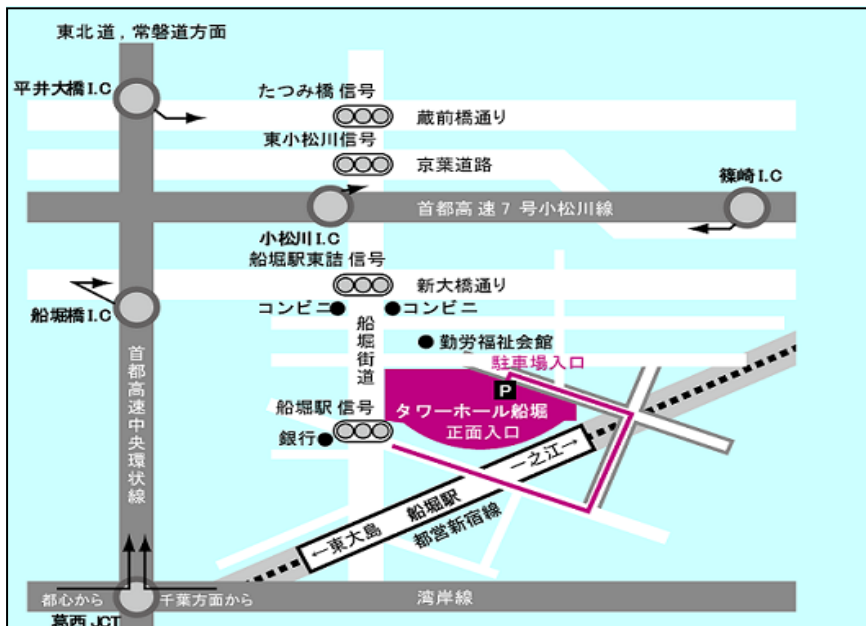 東北道，常磐道方面
平井大橋I.C
たつみ橋 信号
蔵前橋通り
東小松川信号
京葉道路
篠崎I.C
首都高速7号小松川線
小松川I.C
船堀駅東詰 信号
新大橋通り
船堀橋I.C
コンビニ
コンビニ
船堀街道
勤労福祉会館
駐車場入口
P
首都高速中央環状線
船堀駅 信号
タワーホール船堀
正面入口
銀行
一之江→
船堀駅
←東大島
都営新宿線
都心から
千葉方面から
湾岸線
葛西JCT